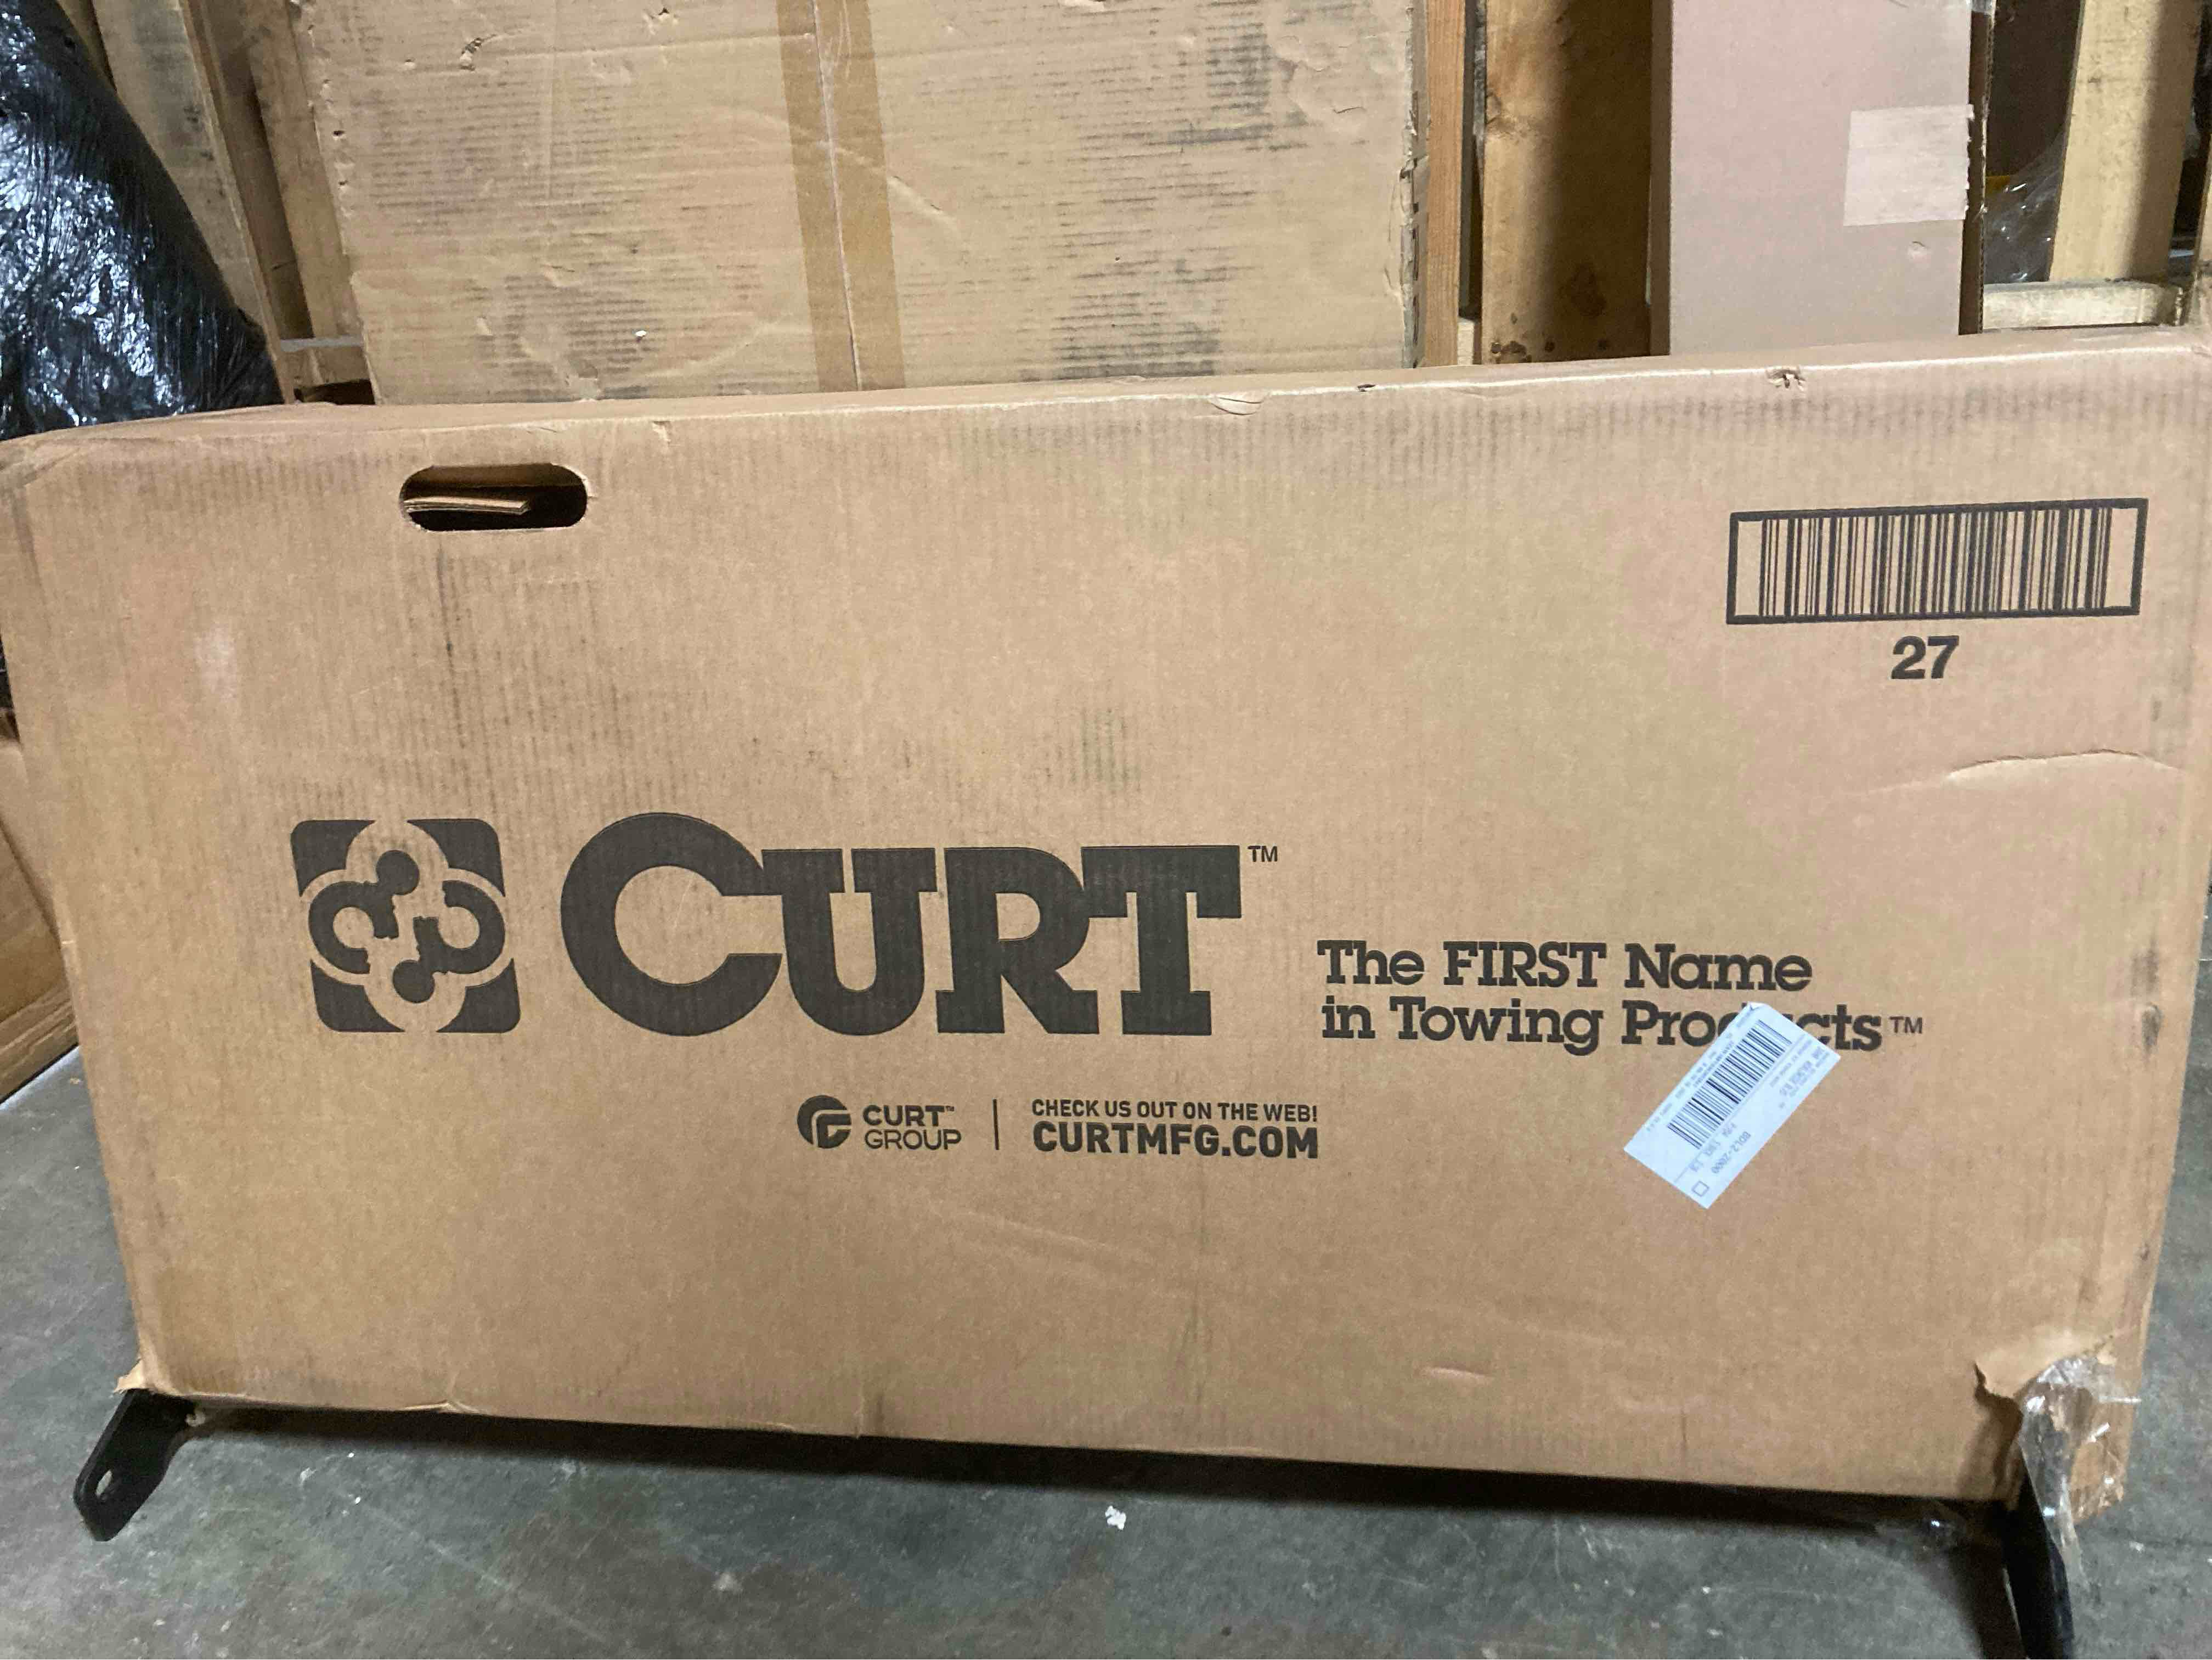 27
CURT™
The FIRST Name
in Towing Products™
CURT™
GROUP
CHECK US OUT ON THE WEB!
CURTMFG.COM